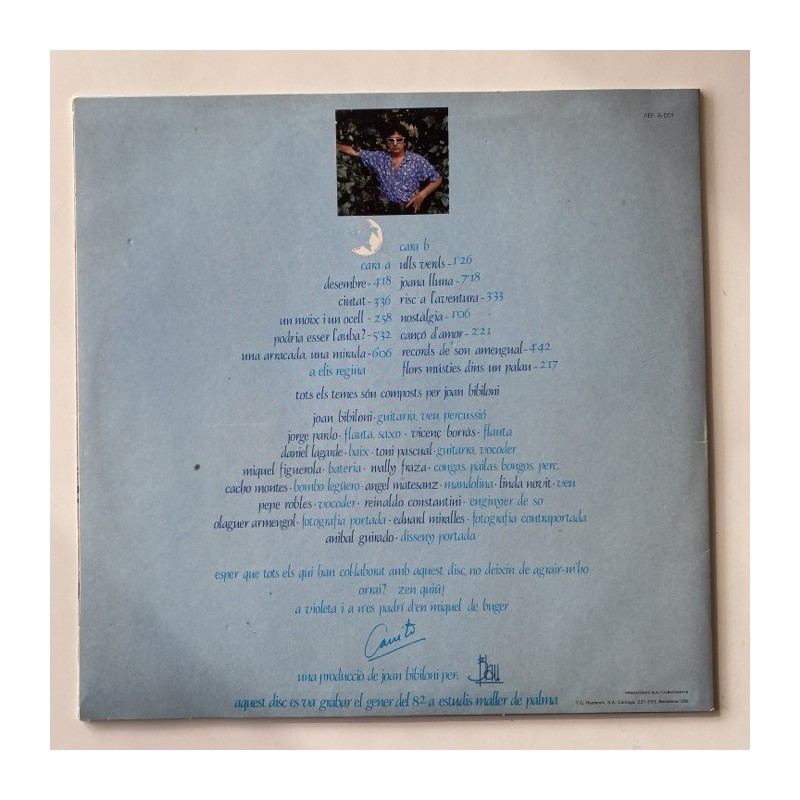 REF. A 001
cara a
desembre - 4'18
ciutat - 3'36
un moix i un ocell - 2'58
podria esser l'auba? - 5'32
una arracada, una mirada - 6'06
a elis regina
cara b
ulls verds - 1'26
joana lluna - 7'18
risc a l'aventura - 3'33
nostàlgia - 1'06
cançó d'amor - 2'21
records de son amengual - 4'42
flors músties dins un palau - 2'17
tots els temes són composts per joan bibiloni
joan bibiloni · guitarra, veu, percussió
jorge pardo · flauta, saxo · vicenç borràs · flauta
daniel lagarde · baix · toni pascual · guitarra, vocoder
miquel figuerola · bateria · wally fraza · congas, pailas, bongos, perc.
cacho montes · bombo legüero · angel matesanz · mandolina · linda novit · veu
pepe robles · vocoder · reinaldo constantini · enginyer de so
olaguer armengol · fotografia portada · eduard miralles · fotografia contraportada
anibal guirado · disseny portada
esper que tots els qui han col·laborat amb aquest disc, no deixin de agrair-m'ho
orrai? zen quiü!
a violeta i a n'es padrí d'en miquel de buger
una producció de joan bibiloni per:
Blau
aquest disc es va grabar el gener del 82 a estudis maller de palma